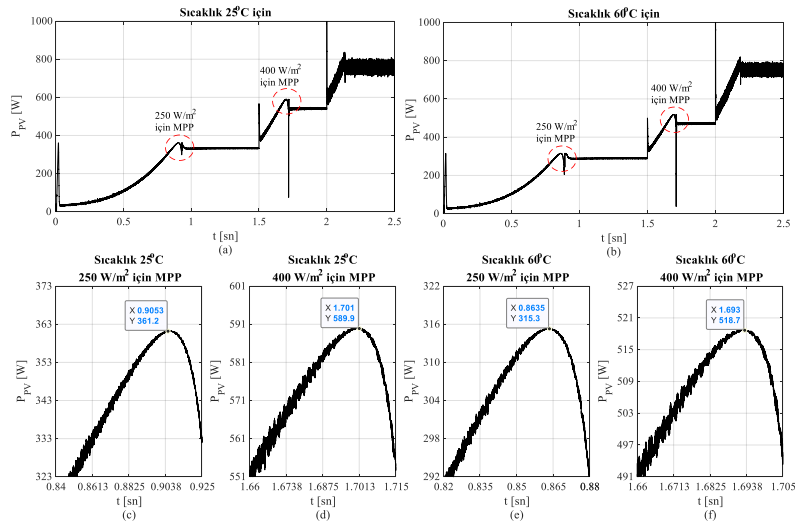 Sıcaklık 25°C için
1000
800
600
400
200
0
P_PV [W]
250 W/m²
için MPP
400 W/m²
için MPP
0 0.5 1 1.5 2 2.5
t [sn]
(a)
Sıcaklık 60°C için
1000
800
600
400
200
0
P_PV [W]
250 W/m²
için MPP
400 W/m²
için MPP
0 0.5 1 1.5 2 2.5
t [sn]
(b)
Sıcaklık 25°C
250 W/m² için MPP
373
363
353
343
333
323
P_PV [W]
X 0.9053
Y 361.2
0.84 0.8613 0.8825 0.9038 0.925
t [sn]
(c)
Sıcaklık 25°C
400 W/m² için MPP
601
591
581
571
561
551
P_PV [W]
X 1.701
Y 589.9
1.66 1.6738 1.6875 1.7013 1.715
t [sn]
(d)
Sıcaklık 60°C
250 W/m² için MPP
322
316
310
304
298
292
P_PV [W]
X 0.8635
Y 315.3
0.82 0.835 0.85 0.865 0.88
t [sn]
(e)
Sıcaklık 60°C
400 W/m² için MPP
527
521
515
509
503
497
491
P_PV [W]
X 1.693
Y 518.7
1.66 1.6713 1.6825 1.6938 1.705
t [sn]
(f)